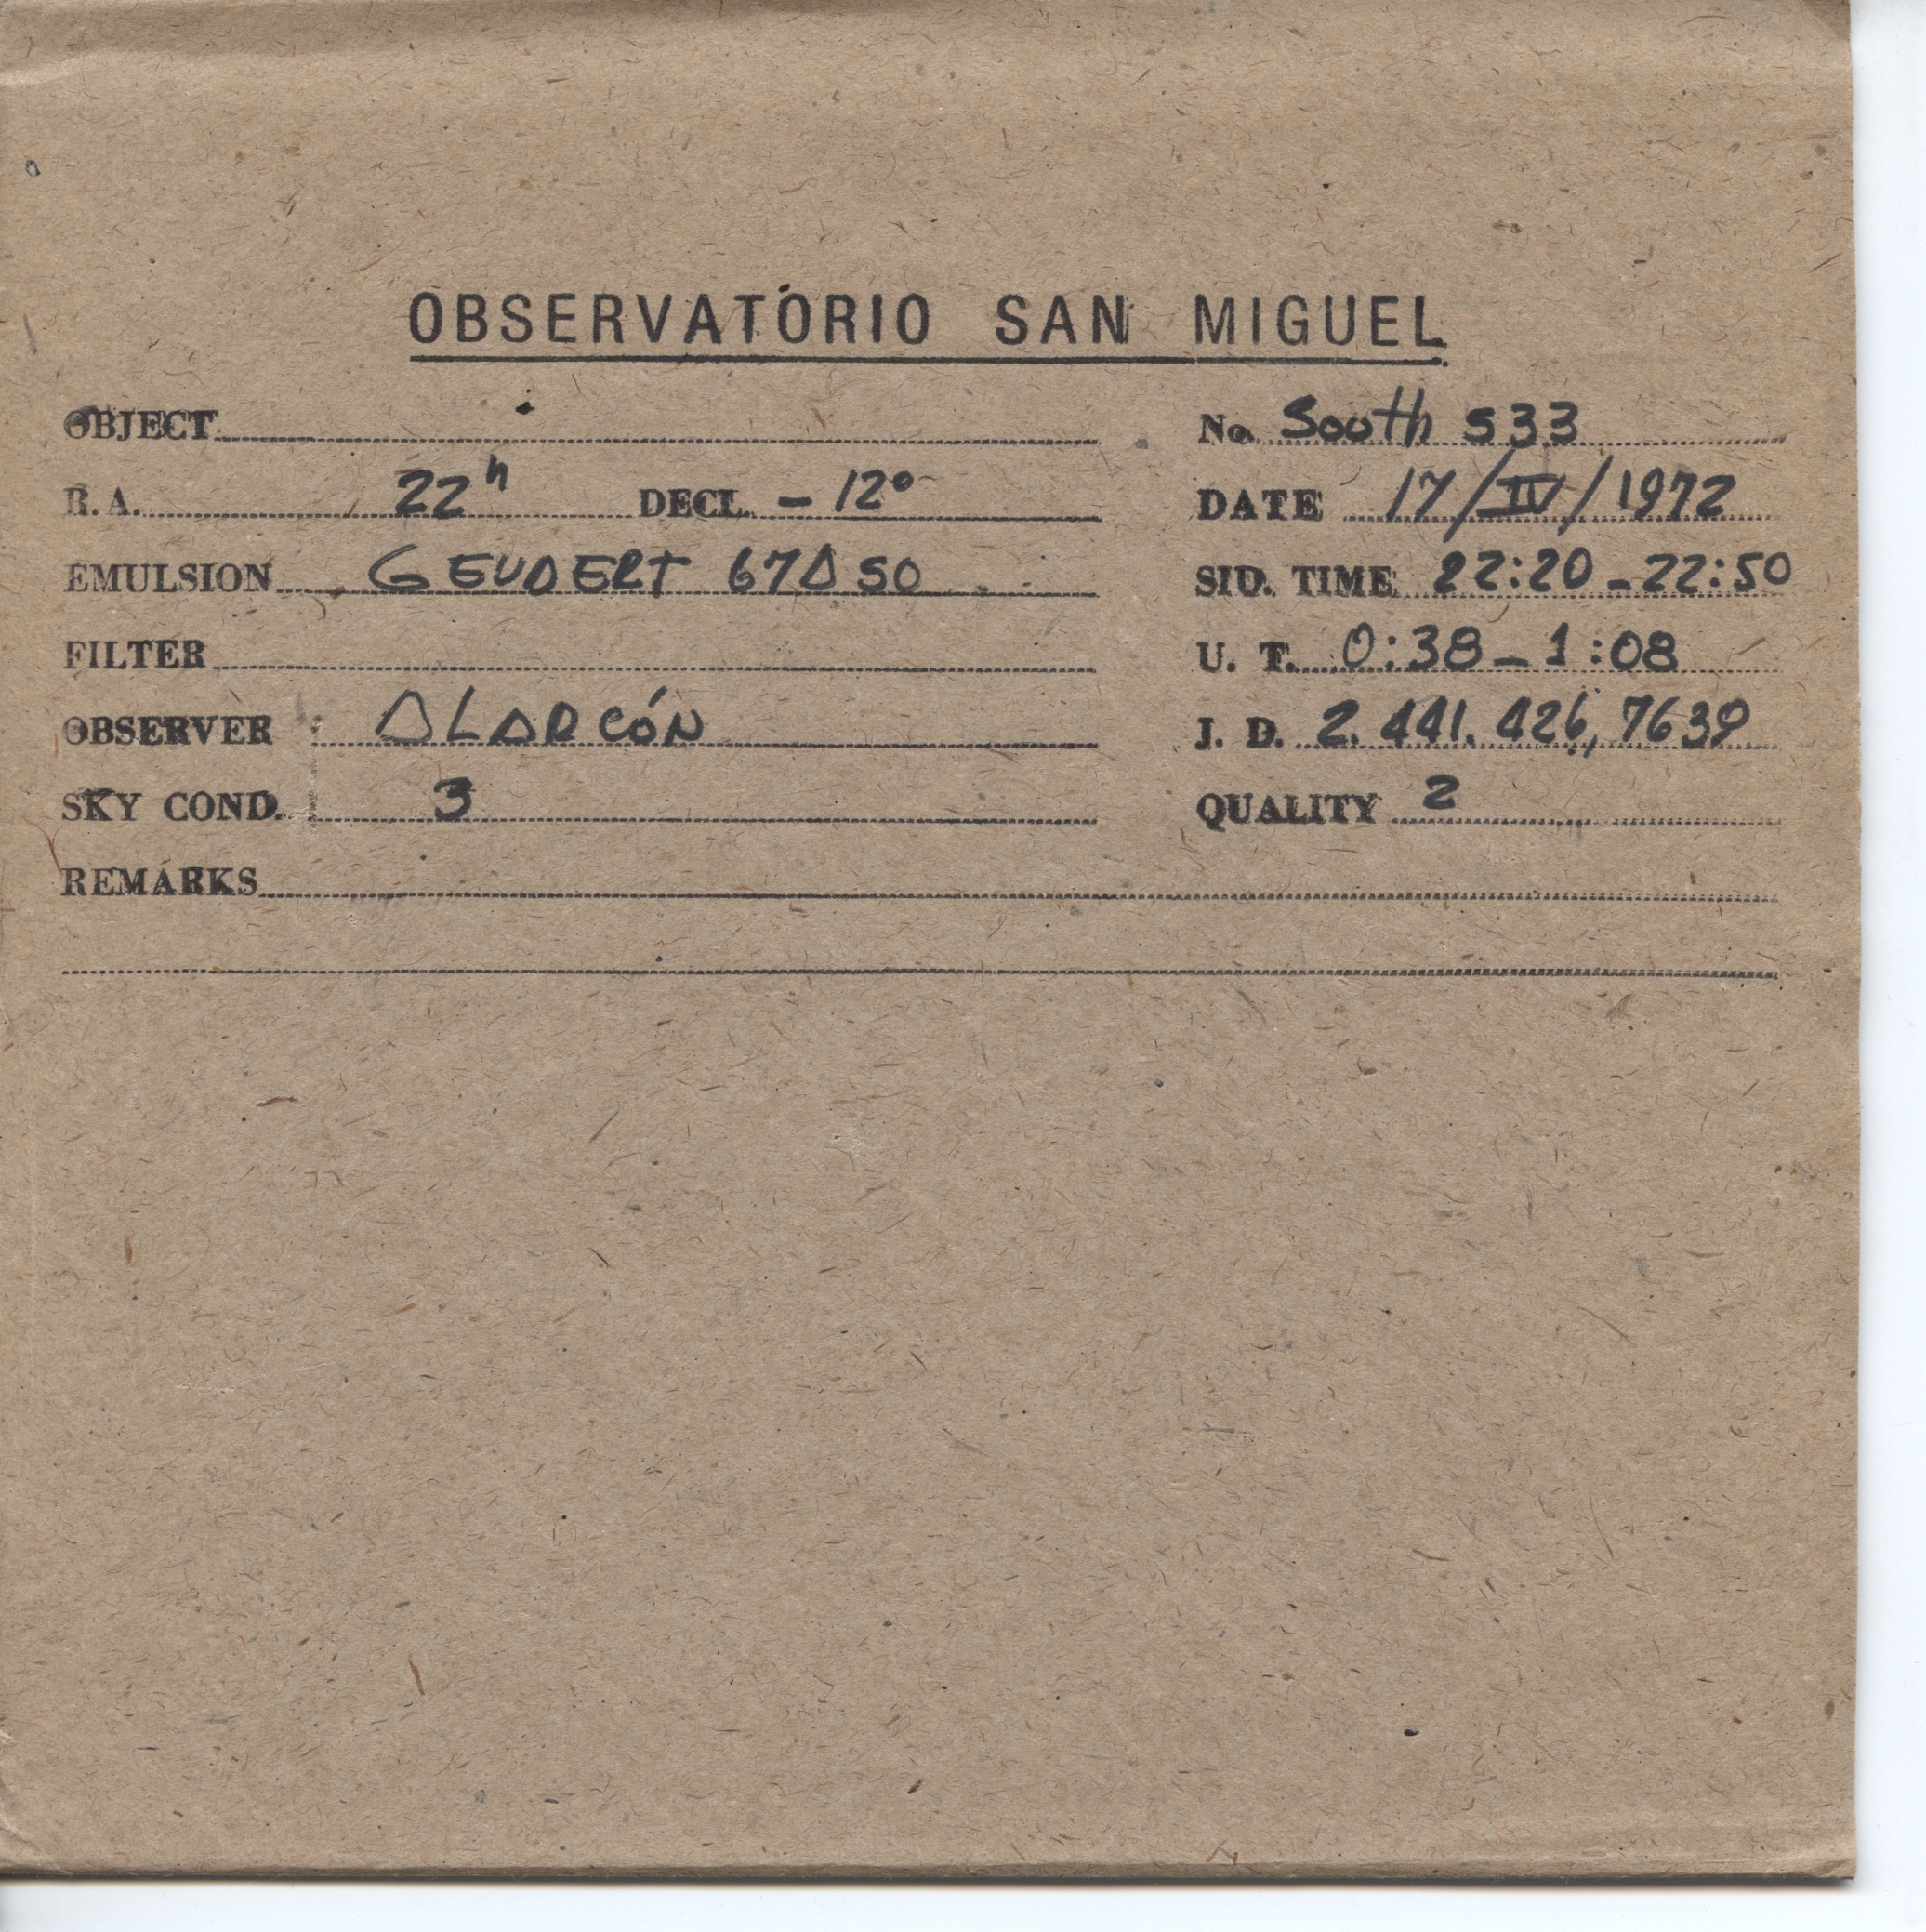 OBSERVATORIO SAN MIGUEL
OBJECT No. South 533
R. A. 22h DECL. - 12° DATE 17/IV/1972
EMULSION GEVAERT 67A50 SID. TIME 22:20 - 22:50
FILTER U. T. 0:38 - 1:08
OBSERVER ALARCÓN J. D. 2.441.426,7639
SKY COND. 3 QUALITY 2
REMARKS